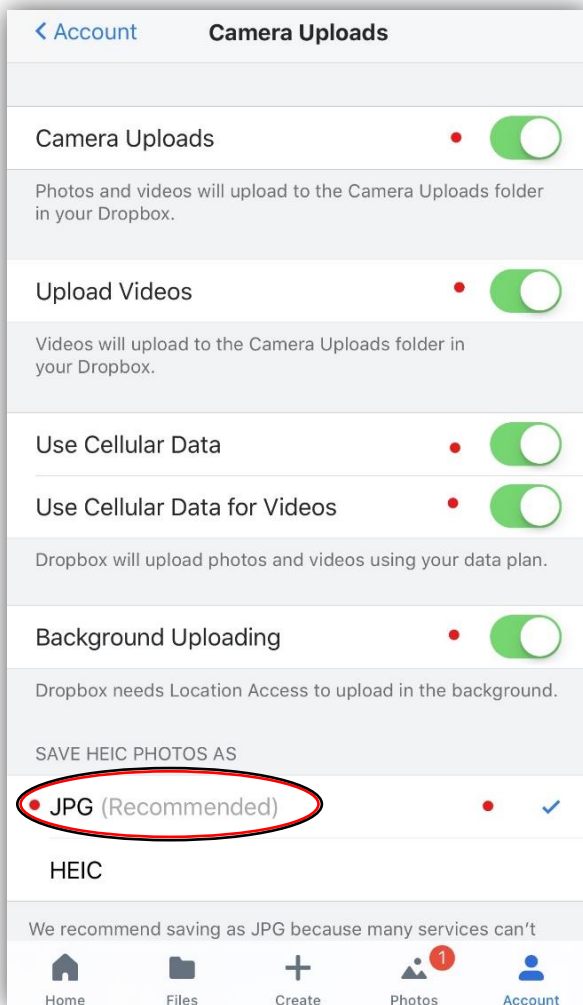 Account Camera Uploads
Camera Uploads
Photos and videos will upload to the Camera Uploads folder
in your Dropbox.
Upload Videos
Videos will upload to the Camera Uploads folder in
your Dropbox.
Use Cellular Data
Use Cellular Data for Videos
Dropbox will upload photos and videos using your data plan.
Background Uploading
Dropbox needs Location Access to upload in the background.
SAVE HEIC PHOTOS AS
JPG (Recommended)
HEIC
We recommend saving as JPG because many services can't
1
Home Files Create Photos Account